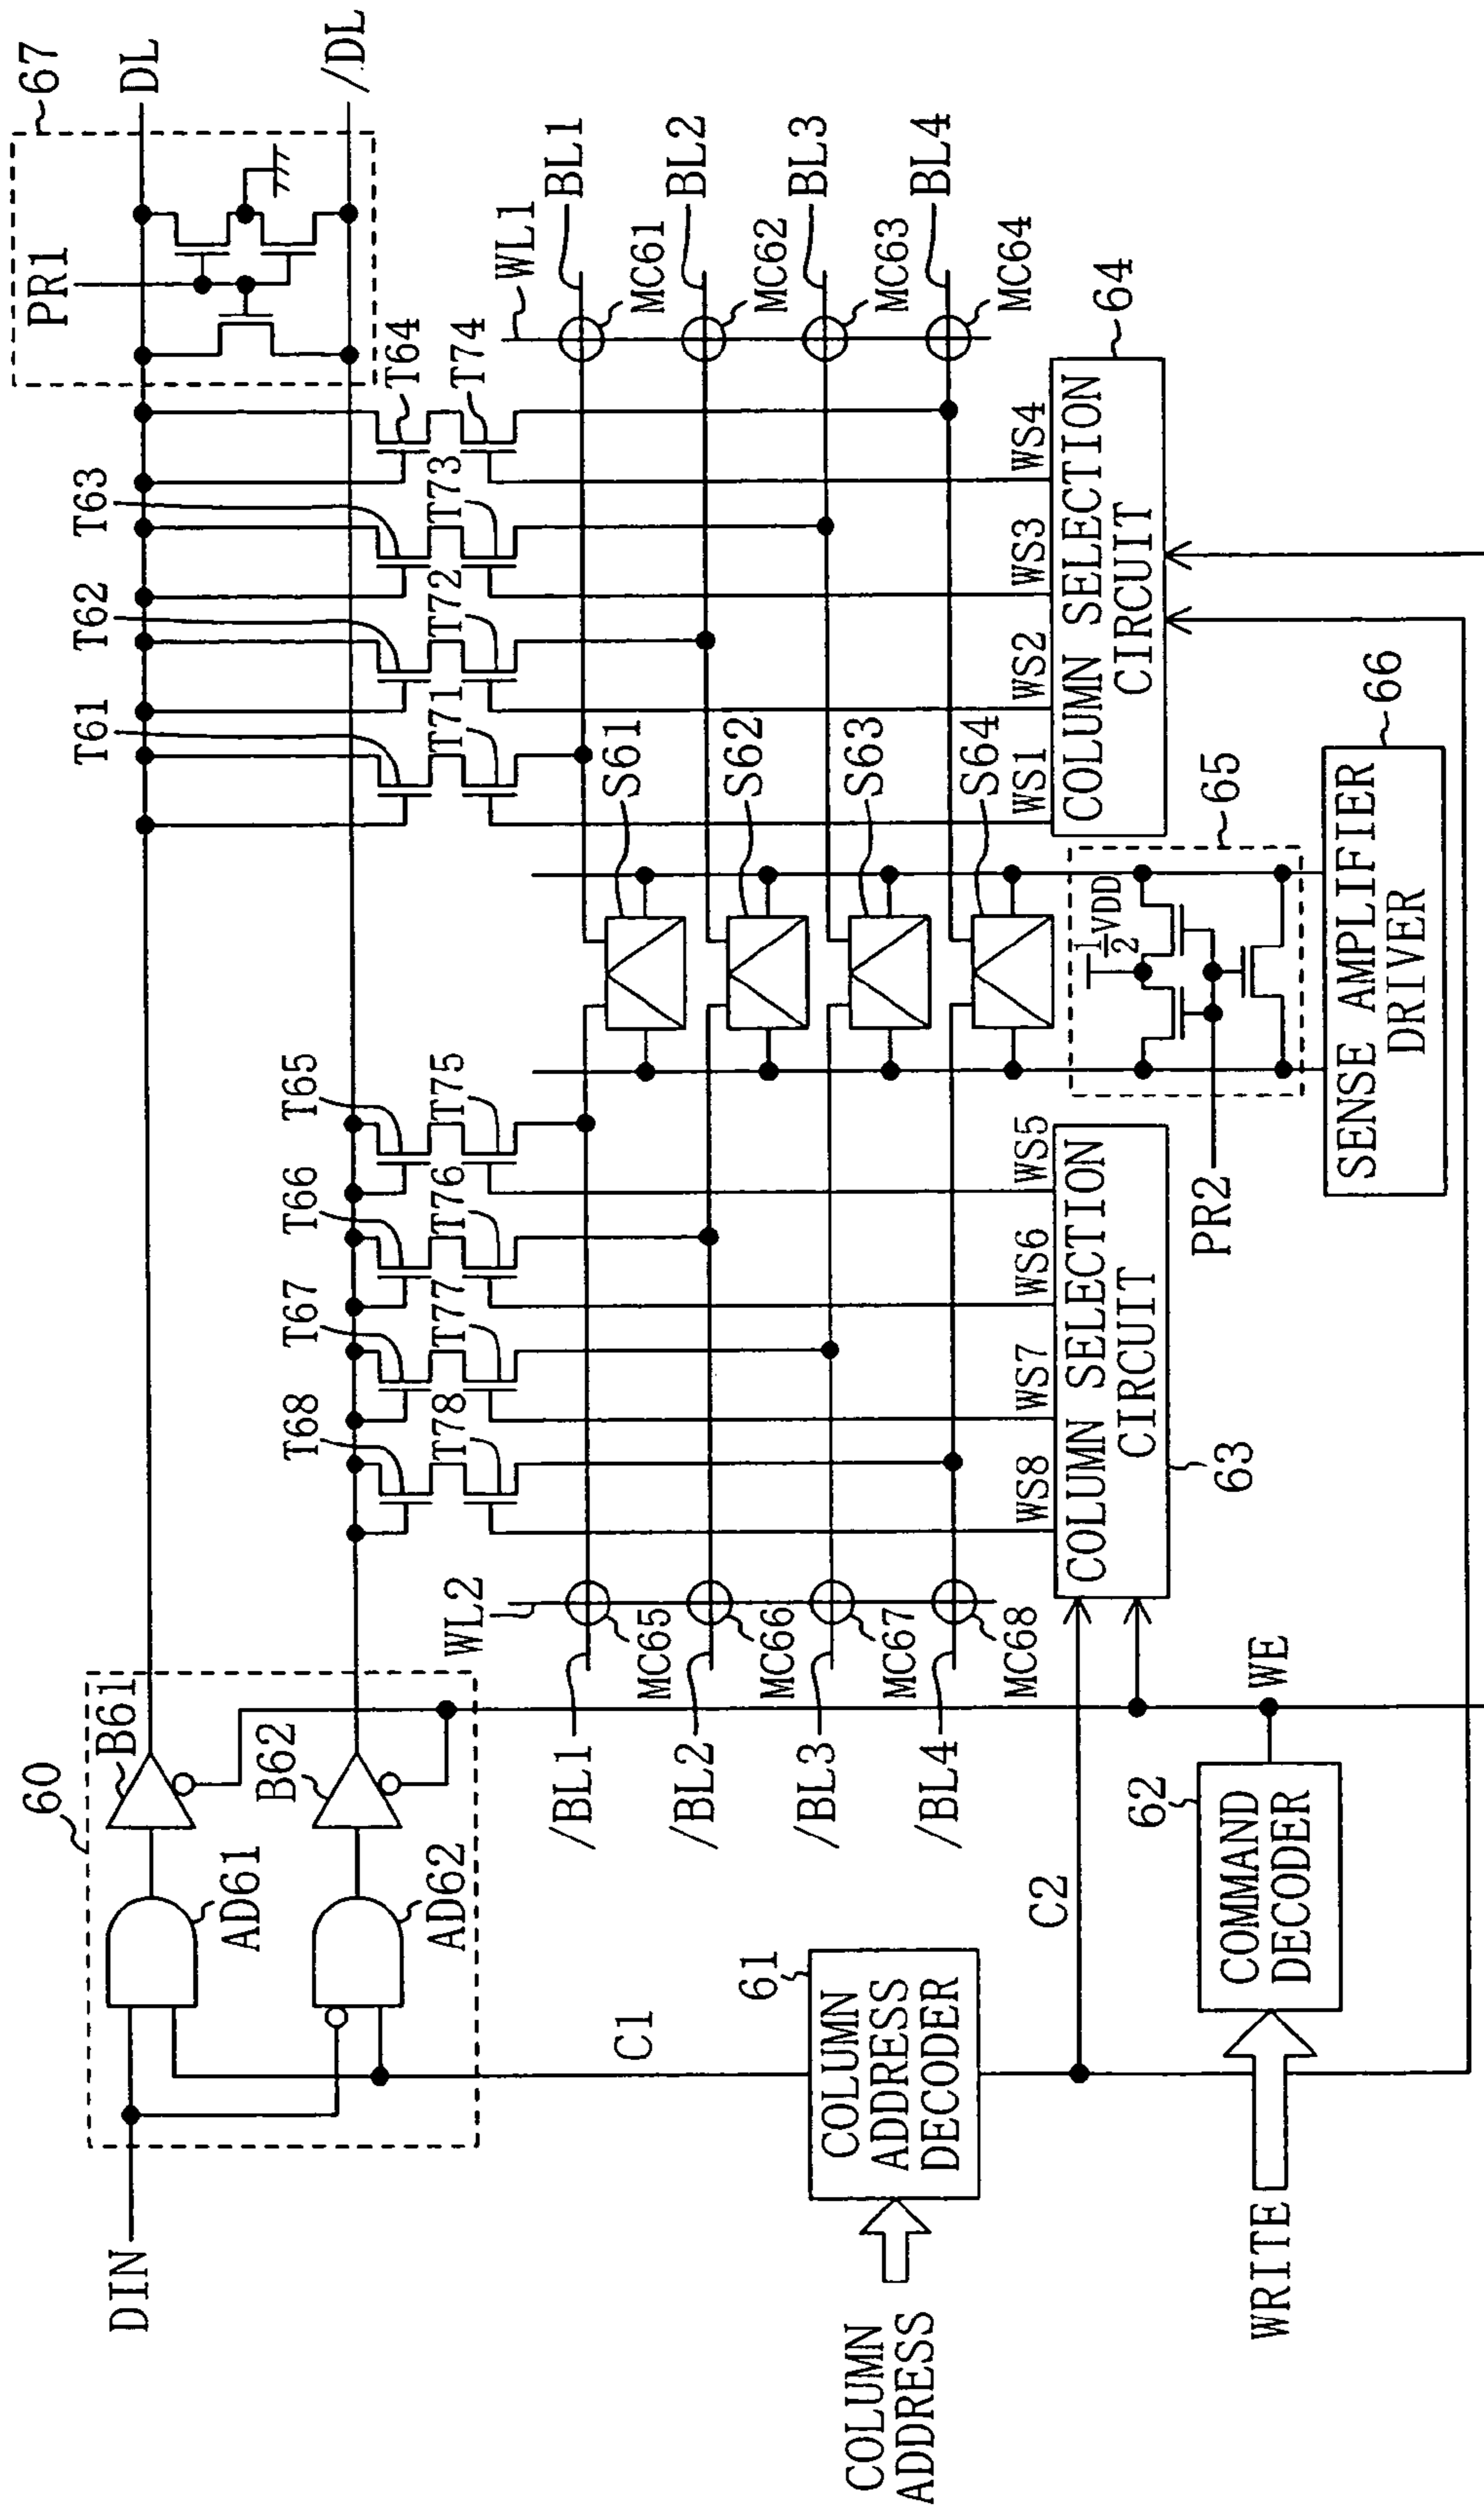 67
PR1
DL
/DL
T61
T62
T63
T64
T71
T72
T73
T74
WL1
BL1
BL2
BL3
BL4
MC61
MC62
MC63
MC64
S61
S62
S63
S64
WS1
WS2
WS3
WS4
COLUMN SELECTION
CIRCUIT
64
1/2 VDD
65
PR2
SENSE AMPLIFIER
DRIVER
66
T68
T67
T66
T65
T78
T77
T76
T75
WS8
WS7
WS6
WS5
COLUMN SELECTION
CIRCUIT
63
WL2
MC65
MC66
MC67
MC68
/BL1
/BL2
/BL3
/BL4
60
B61
B62
AD61
AD62
DIN
C1
61
COLUMN
ADDRESS
DECODER
COLUMN
ADDRESS
C2
WE
62
COMMAND
DECODER
WRITE